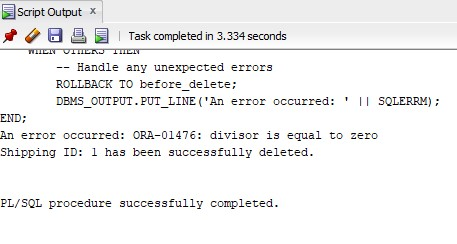 Script Output x
Task completed in 3.334 seconds
WHEN OTHERS THEN
-- Handle any unexpected errors
ROLLBACK TO before_delete;
DBMS_OUTPUT.PUT_LINE('An error occurred: ' || SQLERRM);
END;
An error occurred: ORA-01476: divisor is equal to zero
Shipping ID: 1 has been successfully deleted.
PL/SQL procedure successfully completed.